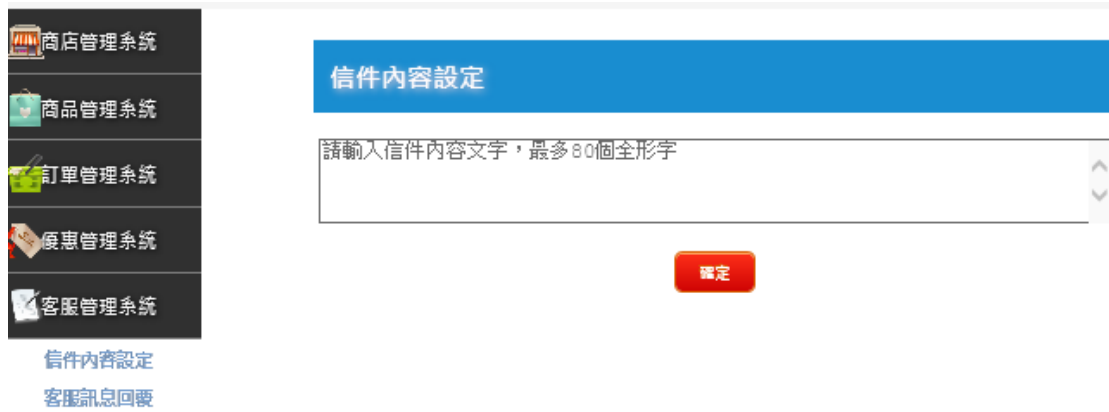 商店管理系統
商品管理系統
訂單管理系統
優惠管理系統
客服管理系統
信件內容設定
客服訊息回覆
信件內容設定
請輸入信件內容文字，最多80個全形字
確定